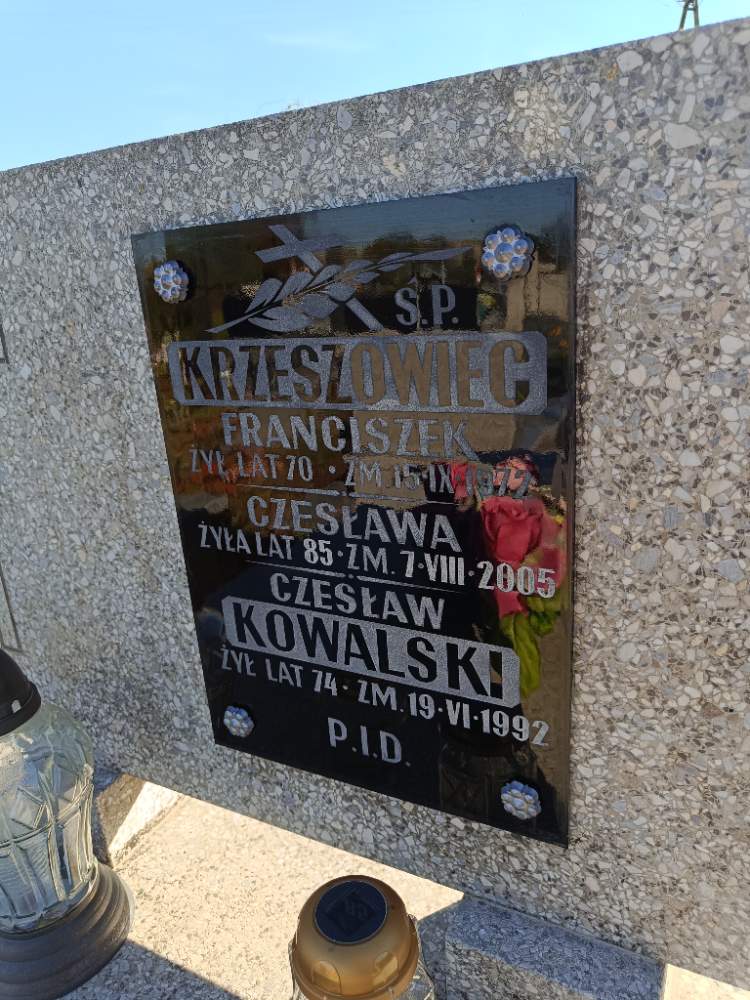 Ś.P.
KRZESZOWIEC
FRANCISZEK
ŻYŁ LAT 70 · ZM. 15·IX 1977
CZESŁAWA
ŻYŁA LAT 85·ZM. 7·VIII·2005
CZESŁAW
KOWALSKI
ŻYŁ LAT 74·ZM.19·VI·1992
P.I.D.